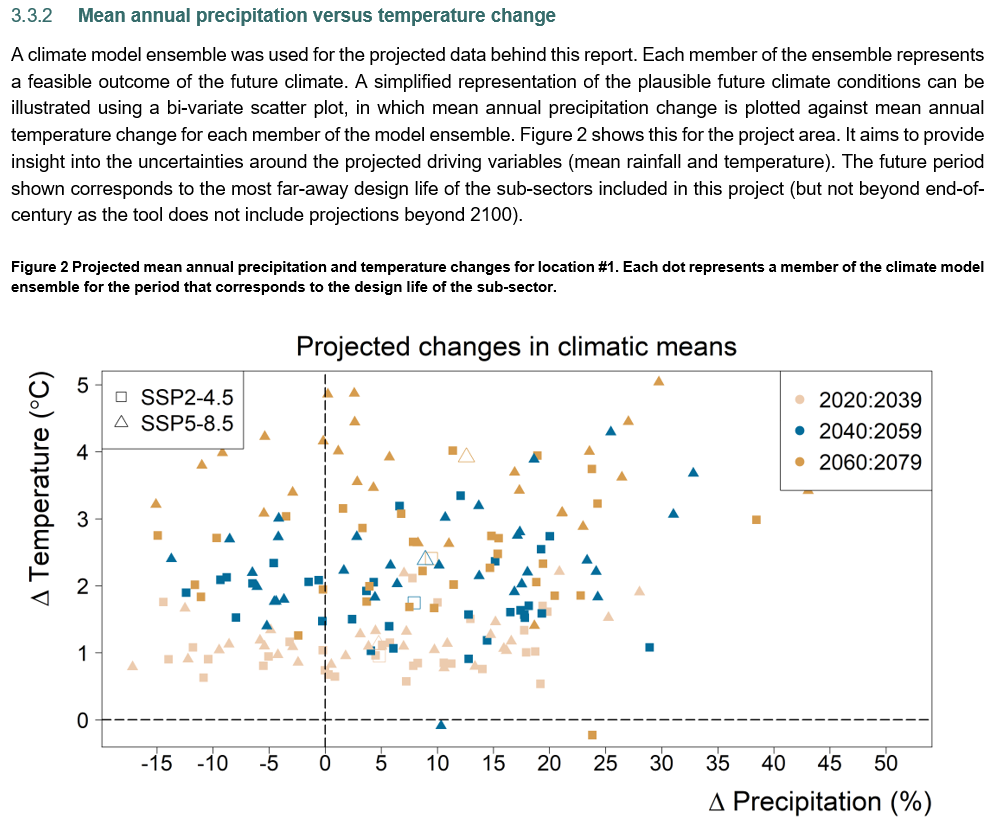 3.3.2 Mean annual precipitation versus temperature change
A climate model ensemble was used for the projected data behind this report. Each member of the ensemble represents
a feasible outcome of the future climate. A simplified representation of the plausible future climate conditions can be
illustrated using a bi-variate scatter plot, in which mean annual precipitation change is plotted against mean annual
temperature change for each member of the model ensemble. Figure 2 shows this for the project area. It aims to provide
insight into the uncertainties around the projected driving variables (mean rainfall and temperature). The future period
shown corresponds to the most far-away design life of the sub-sectors included in this project (but not beyond end-of-
century as the tool does not include projections beyond 2100).
Figure 2 Projected mean annual precipitation and temperature changes for location #1. Each dot represents a member of the climate model
ensemble for the period that corresponds to the design life of the sub-sector.
Projected changes in climatic means
Δ Temperature (°C)
5
4
3
2
1
0
SSP2-4.5
SSP5-8.5
2020:2039
2040:2059
2060:2079
-15 -10 -5 0 5 10 15 20 25 30 35 40 45 50
Δ Precipitation (%)